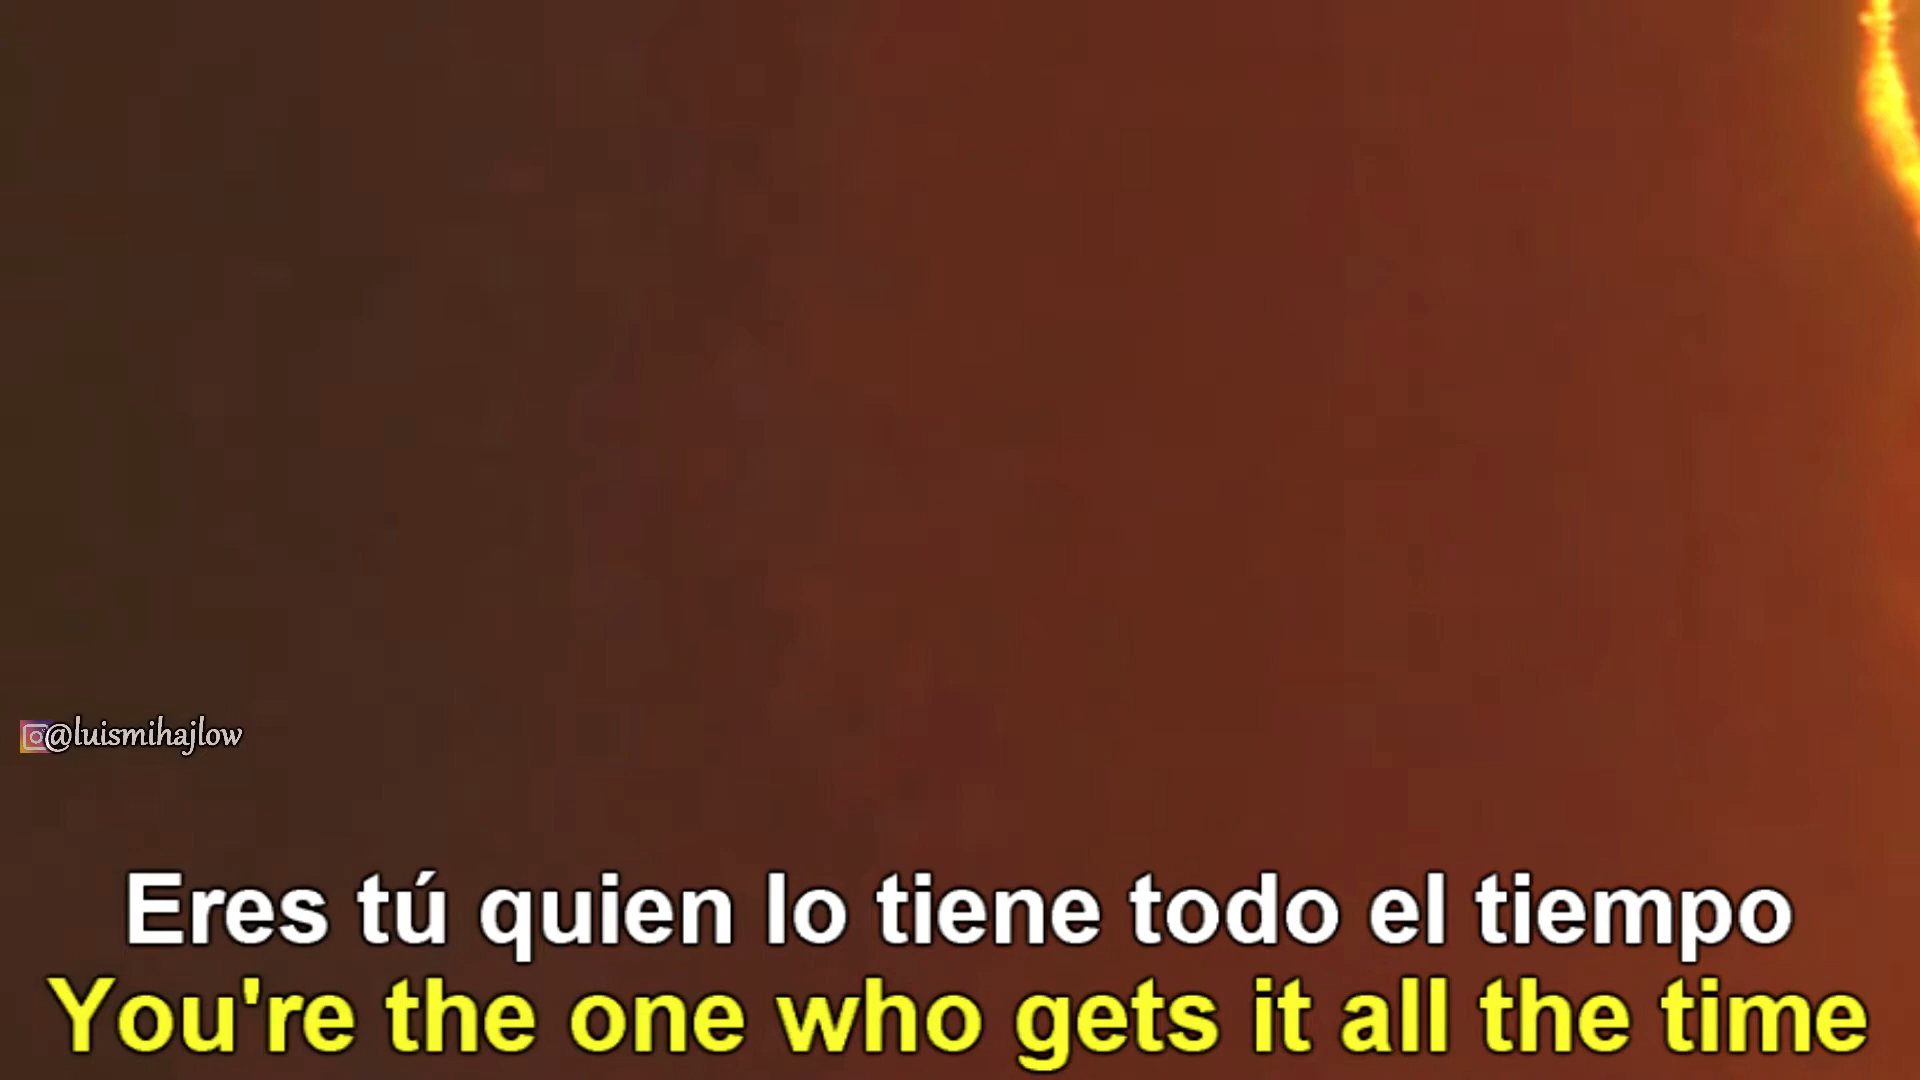 @luismihajlow
Eres tú quien lo tiene todo el tiempo
You're the one who gets it all the time